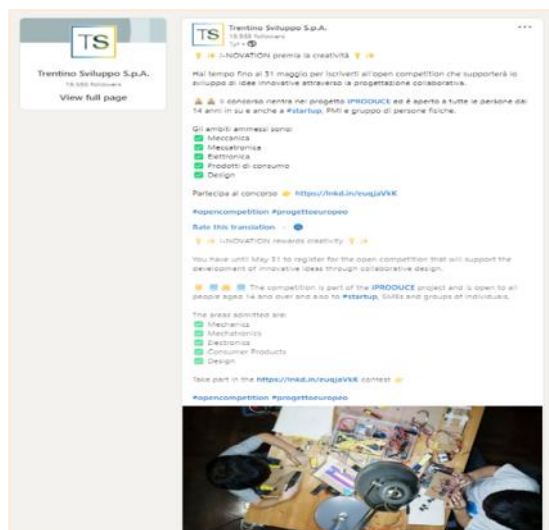 TS
Trentino Sviluppo S.p.A.
View full page
TS
Trentino Sviluppo S.p.A.
I-NOVATION premia la creatività
Hai tempo fino al 31 maggio per iscriverti all'open competition che supporterà lo
sviluppo di idee innovative attraverso la progettazione collaborativa.
Il concorso rientra nel progetto IPRODUCE ed è aperto a tutte le persone dai
14 anni in su e anche a #startup, PMI e gruppo di persone fisiche.
Gli ambiti ammessi sono:
Meccanica
Meccatronica
Elettronica
Prodotti di consumo
Design
Partecipa al concorso https://lnkd.in/euqjaVkK
#opencompetition #progettoeuropeo
Rate this translation
I-NOVATION rewards creativity
You have until May 31 to register for the open competition that will support the
development of innovative ideas through collaborative design.
The competition is part of the IPRODUCE project and is open to all
people aged 14 and over and also to #startup, SMEs and groups of individuals.
The areas admitted are:
Mechanics
Mechatronics
Electronics
Consumer Products
Design
Take part in the https://lnkd.in/euqjaVkK contest
#opencompetition #progettoeuropeo